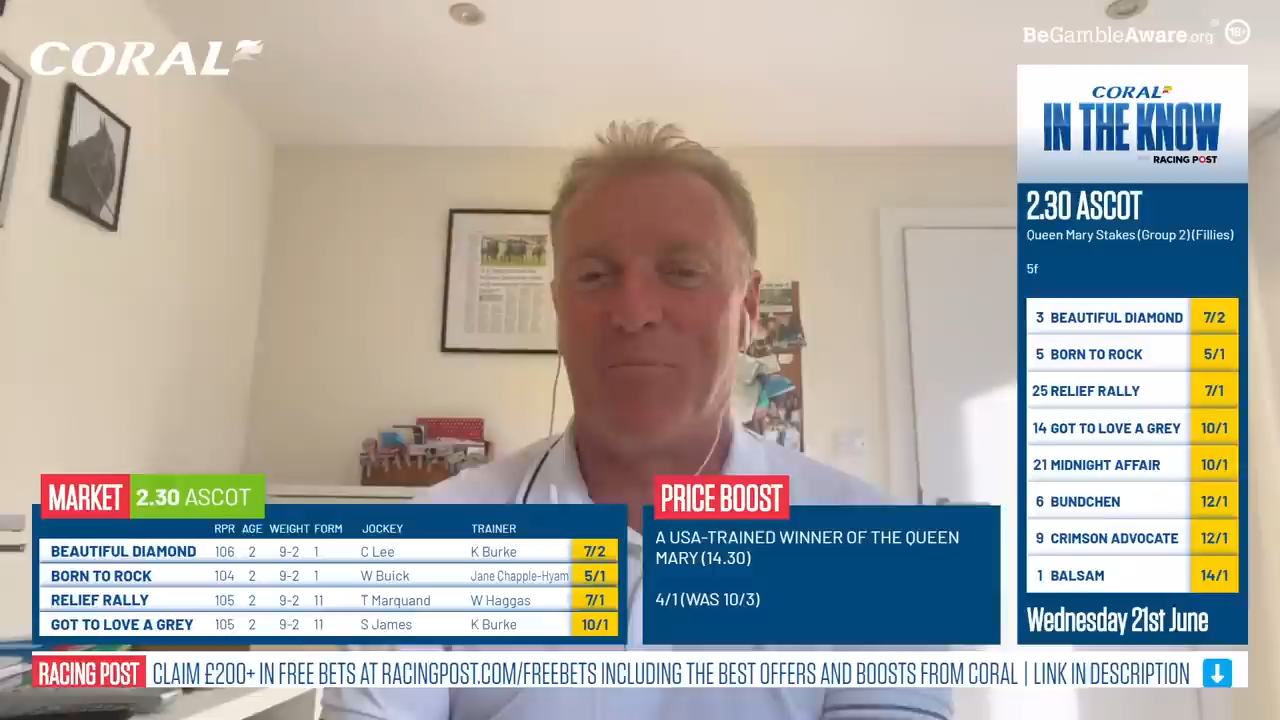 CORAL
BeGambleAware.org 18+
CORAL
IN THE KNOW
RACING POST
2.30 ASCOT
Queen Mary Stakes (Group 2) (Fillies)
5f
3 BEAUTIFUL DIAMOND 7/2
5 BORN TO ROCK 5/1
25 RELIEF RALLY 7/1
14 GOT TO LOVE A GREY 10/1
21 MIDNIGHT AFFAIR 10/1
6 BUNDCHEN 12/1
9 CRIMSON ADVOCATE 12/1
1 BALSAM 14/1
Wednesday 21st June
MARKET 2.30 ASCOT
RPR AGE WEIGHT FORM JOCKEY TRAINER
BEAUTIFUL DIAMOND 106 2 9-2 1 C Lee K Burke 7/2
BORN TO ROCK 104 2 9-2 1 W Buick Jane Chapple-Hyam 5/1
RELIEF RALLY 105 2 9-2 11 T Marquand W Haggas 7/1
GOT TO LOVE A GREY 105 2 9-2 11 S James K Burke 10/1
PRICE BOOST
A USA-TRAINED WINNER OF THE QUEEN
MARY (14.30)
4/1 (WAS 10/3)
RACING POST CLAIM £200+ IN FREE BETS AT RACINGPOST.COM/FREEBETS INCLUDING THE BEST OFFERS AND BOOSTS FROM CORAL | LINK IN DESCRIPTION